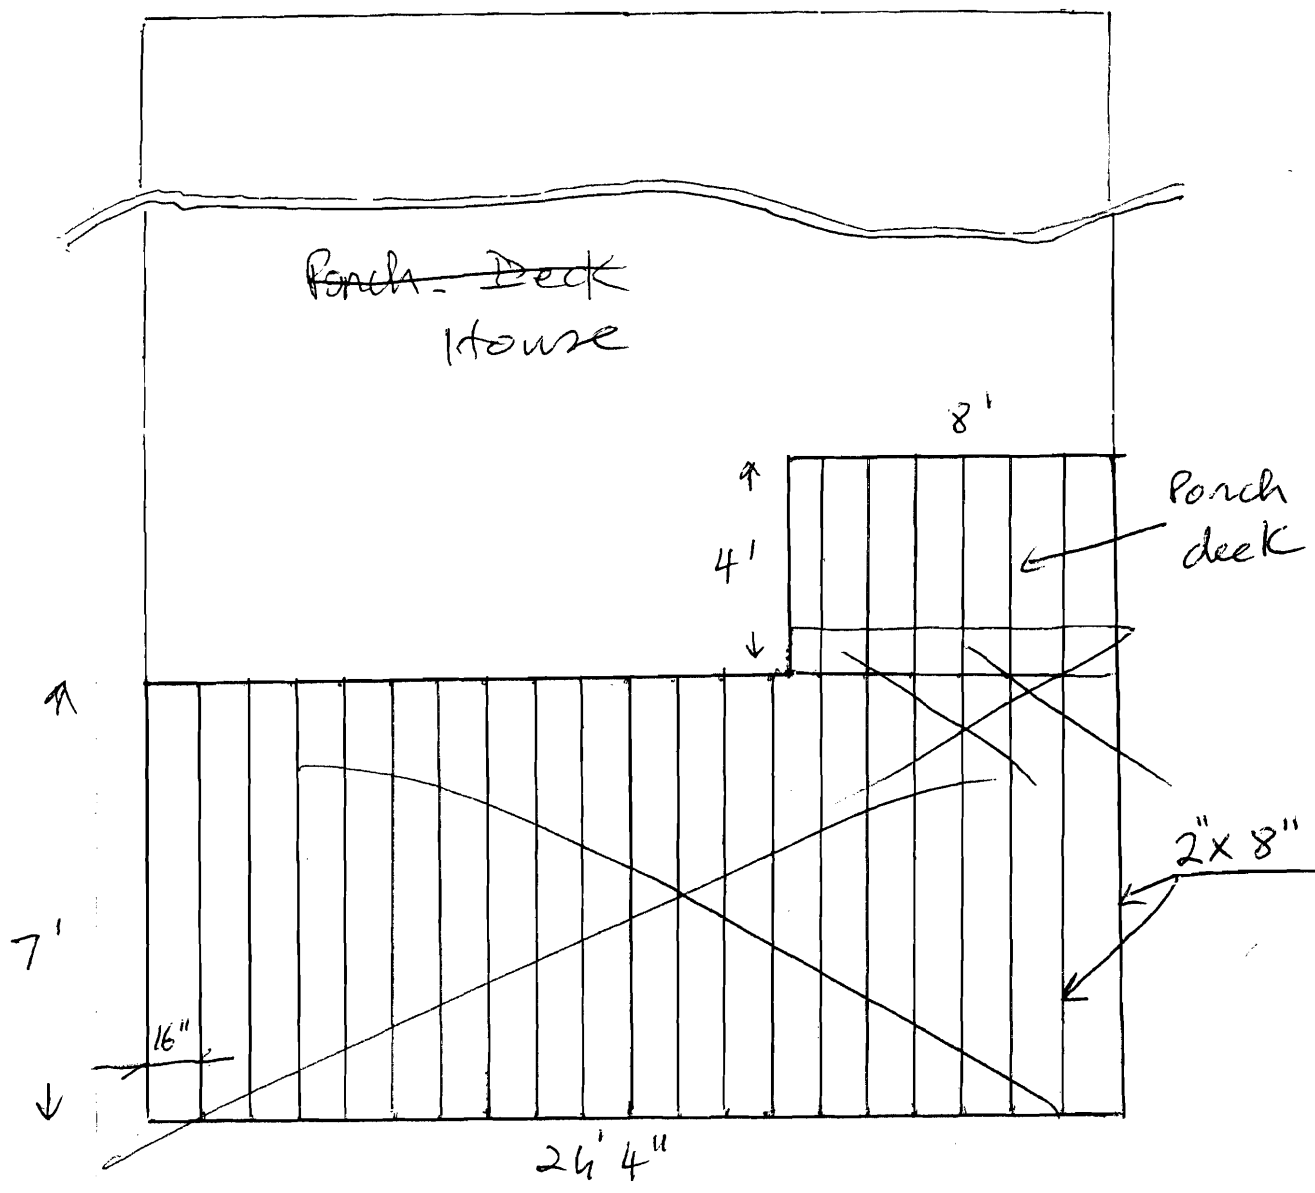 Porch - Deck
House
8'
Porch
deck
4'
2" X 8"
7'
16"
24' 4"